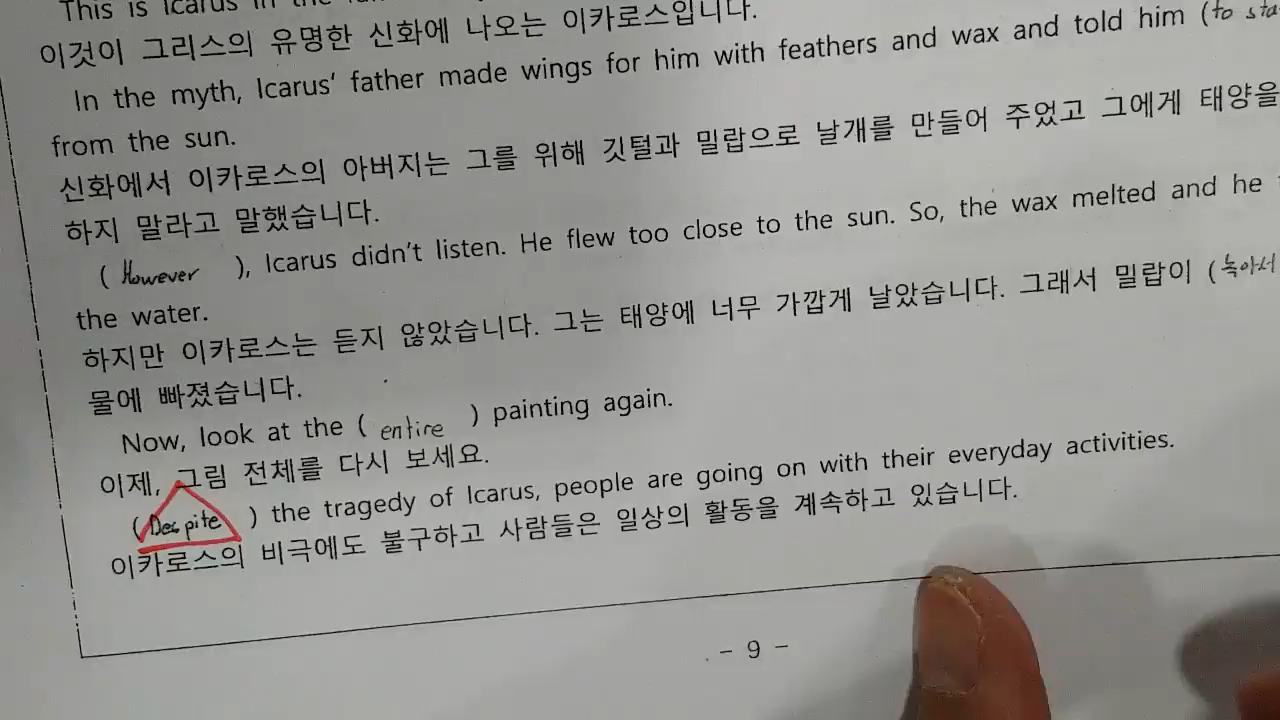 This is Icarus in the
이것이 그리스의 유명한 신화에 나오는 이카로스입니다.
In the myth, Icarus' father made wings for him with feathers and wax and told him (to
from the sun.
신화에서 이카로스의 아버지는 그를 위해 깃털과 밀랍으로 날개를 만들어 주었고 그에게 태양을
하지 말라고 말했습니다.
( However ), Icarus didn't listen. He flew too close to the sun. So, the wax melted and he
the water.
하지만 이카로스는 듣지 않았습니다. 그는 태양에 너무 가깝게 날았습니다. 그래서 밀랍이 (녹아서
물에 빠졌습니다.
Now, look at the ( entire ) painting again.
이제, 그림 전체를 다시 보세요.
( Despite ) the tragedy of Icarus, people are going on with their everyday activities.
이카로스의 비극에도 불구하고 사람들은 일상의 활동을 계속하고 있습니다.
- 9 -